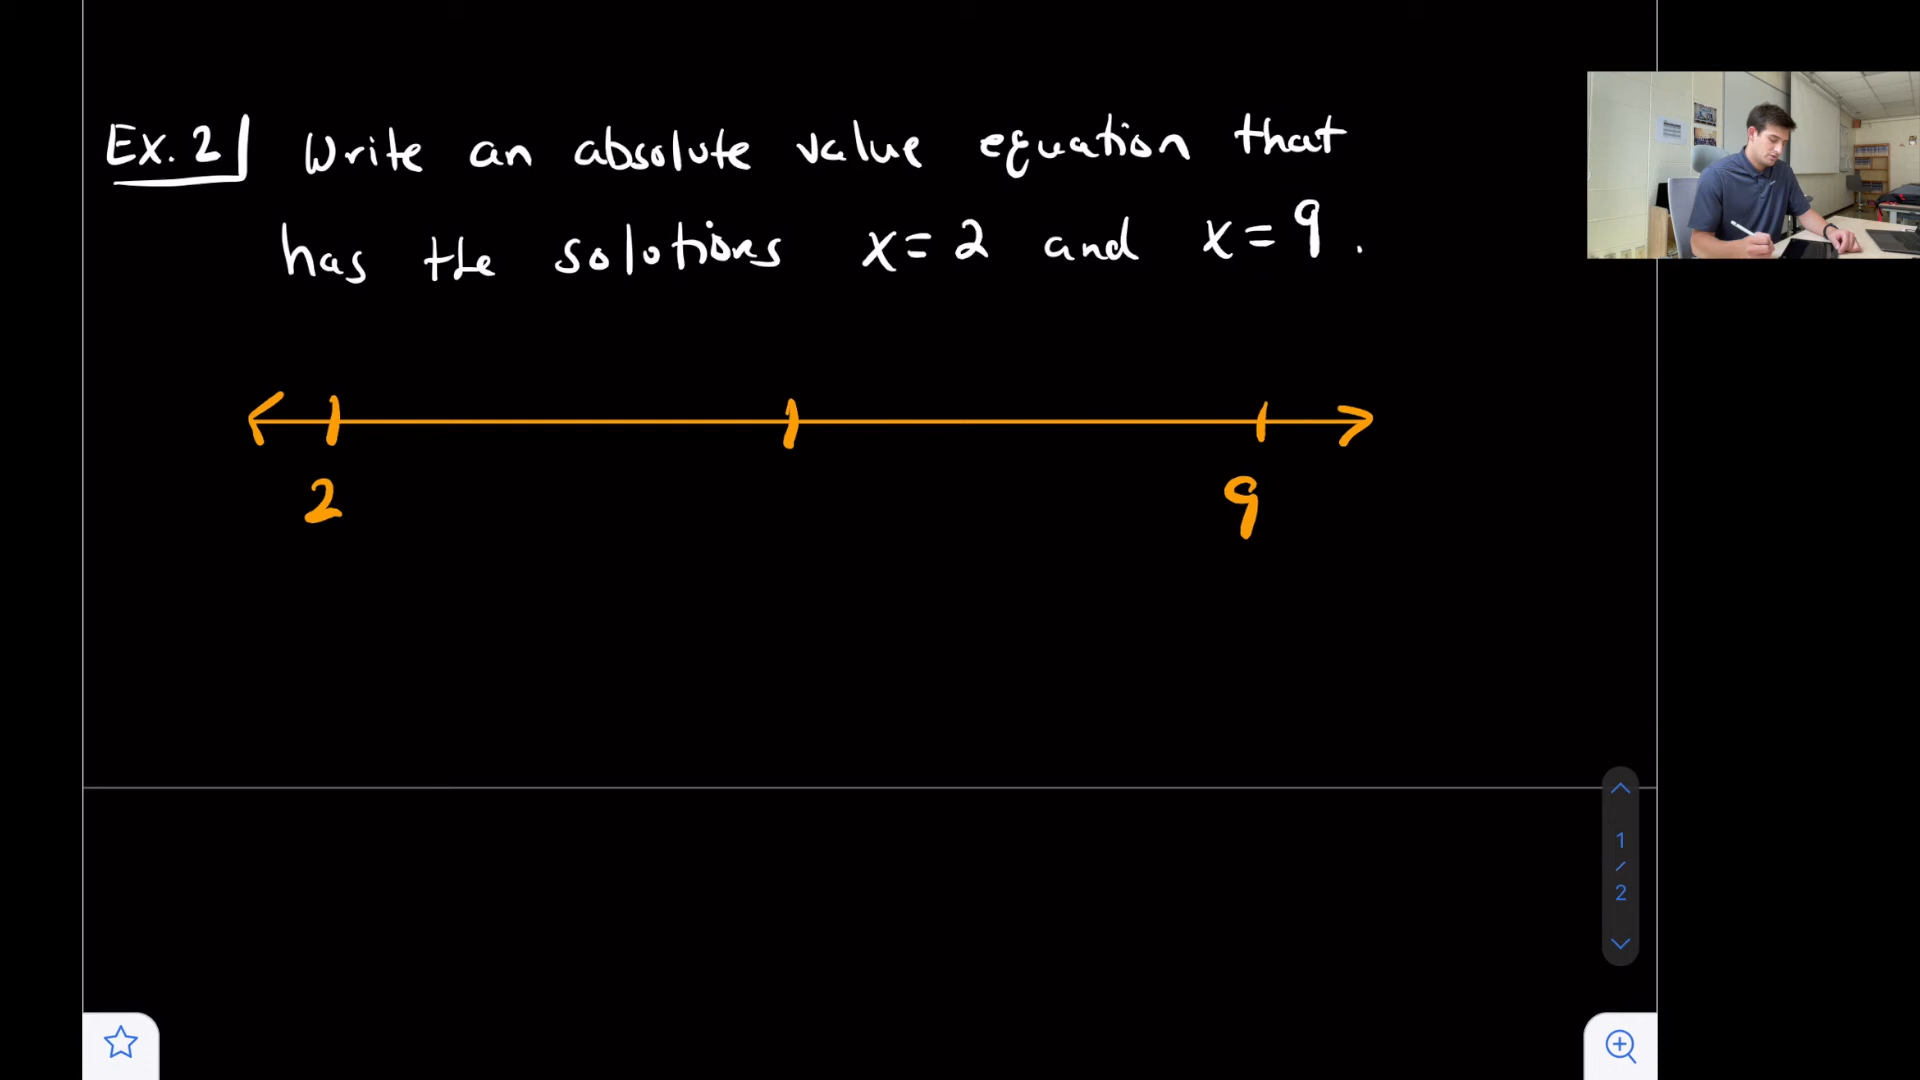 Ex. 2 Write an absolute value equation that
has the solutions x = 2 and x = 9 .
2 9
1
/
2